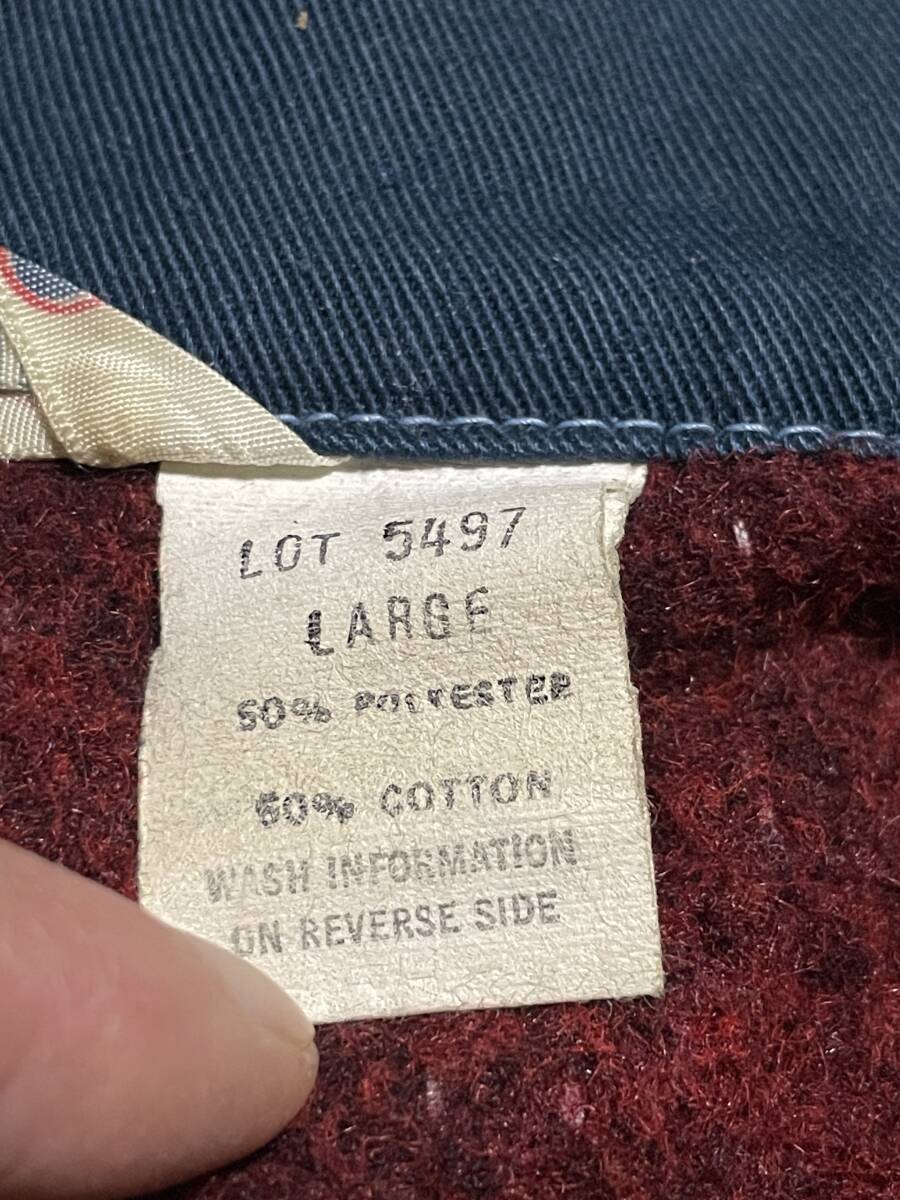 LOT 5497
LARGE
50% POLYESTER
50% COTTON
WASH INFORMATION
ON REVERSE SIDE